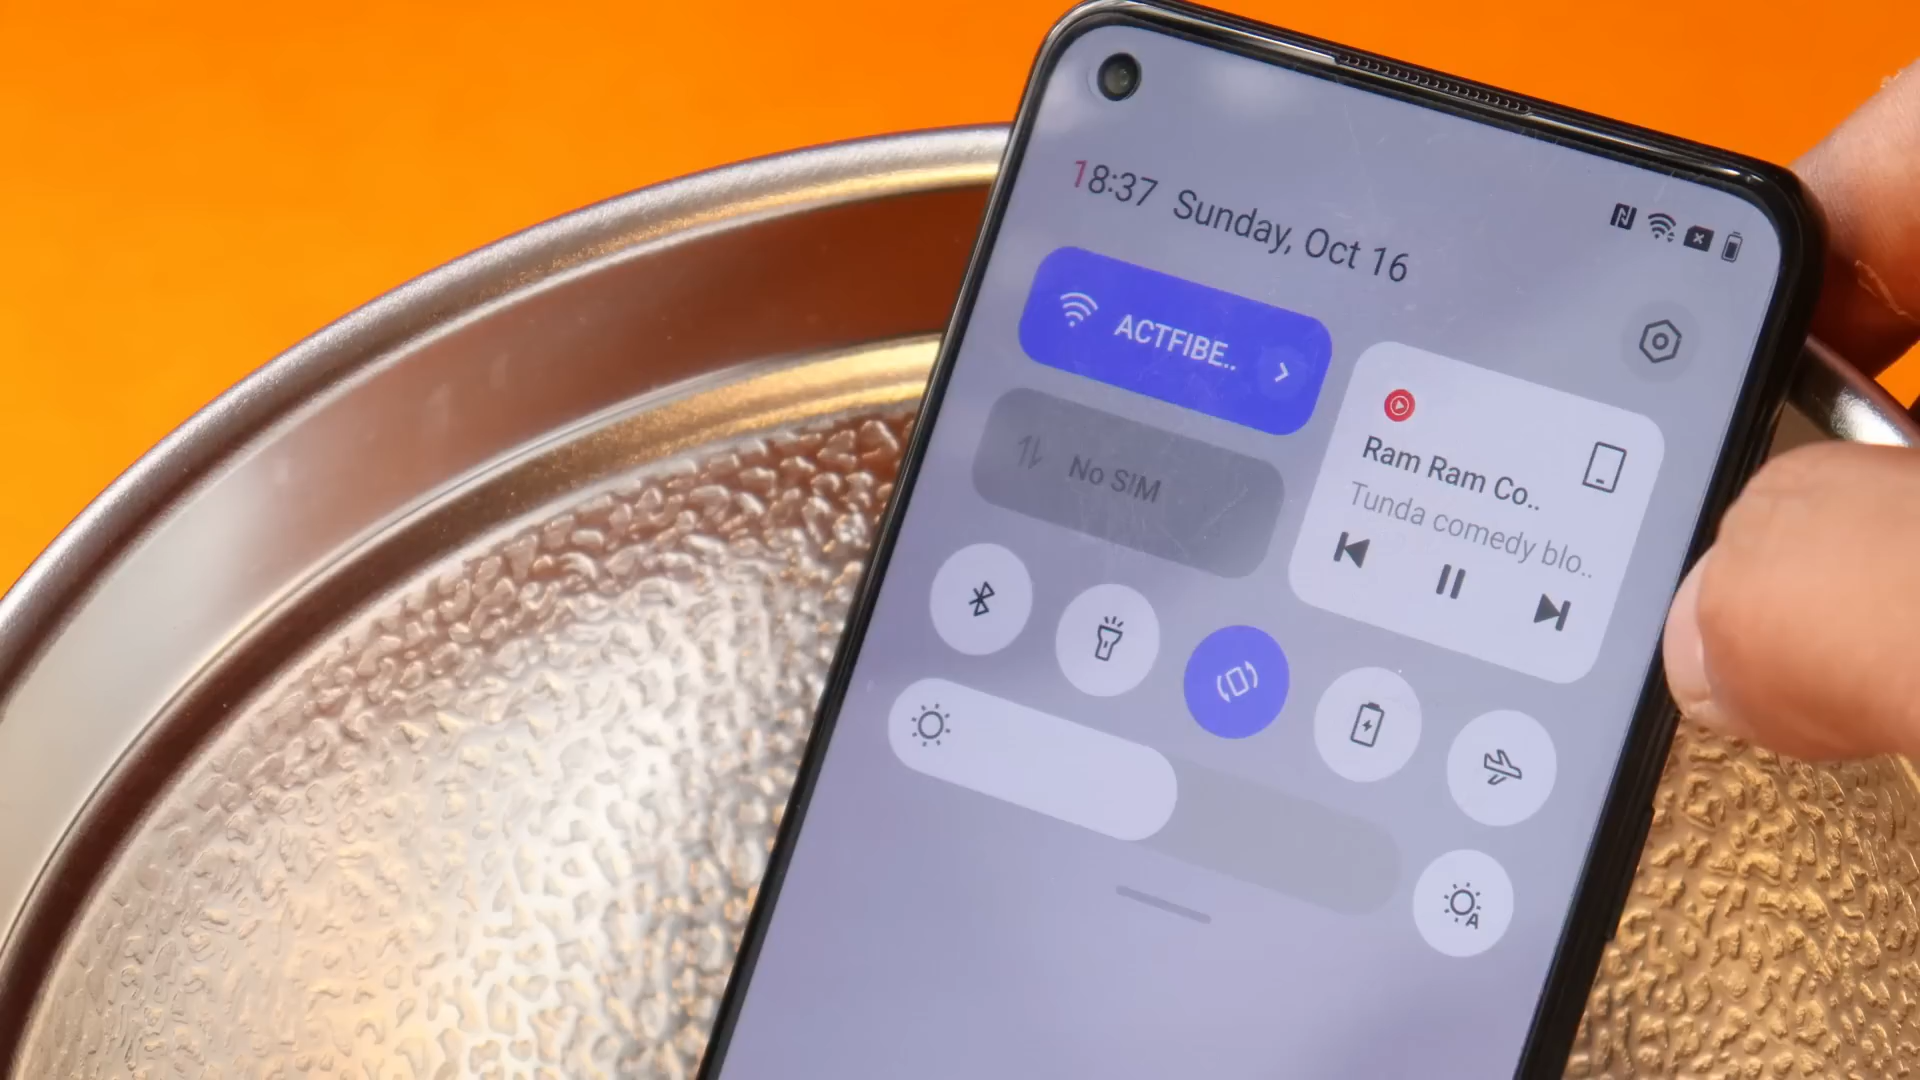 18:37 Sunday, Oct 16
ACTFIBE..
No SIM
Ram Ram Co..
Tunda comedy blo..
A